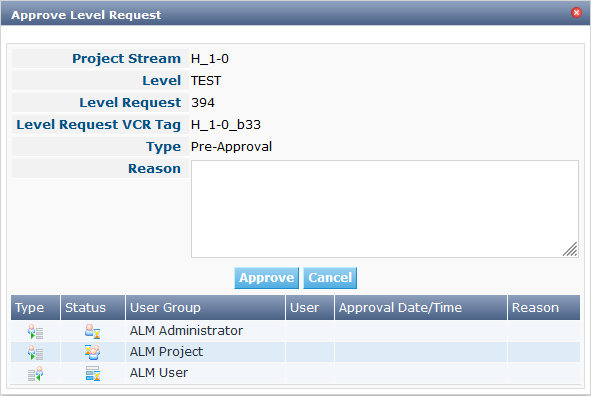 Approve Level Request
Project Stream H_1-0
Level TEST
Level Request 394
Level Request VCR Tag H_1-0_b33
Type Pre-Approval
Reason
Approve Cancel
Type Status User Group User Approval Date/Time Reason
ALM Administrator
ALM Project
ALM User